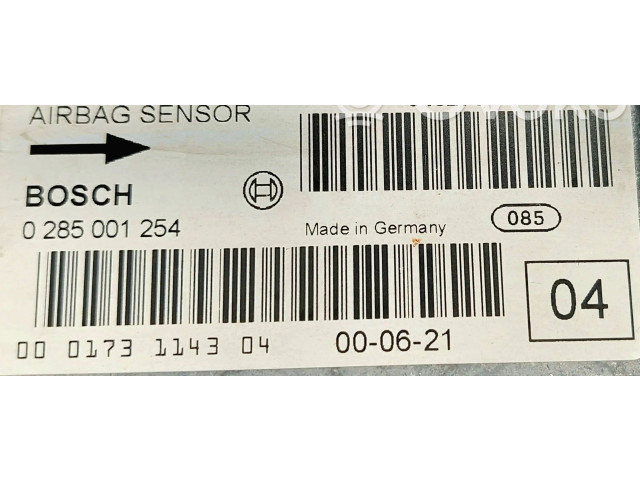 AIRBAG SENSOR
BOSCH
0 285 001 254
Made in Germany
085
04
00 0173 1143 04
00-06-21